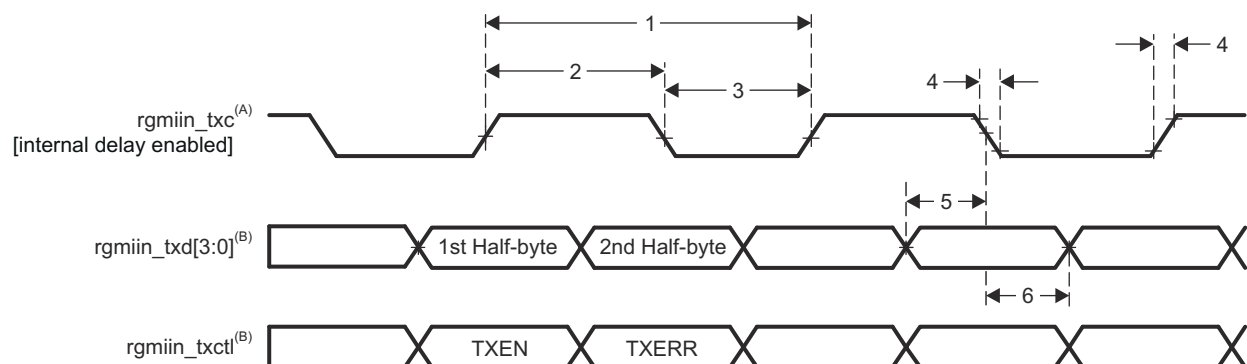 1
4
2
4
3
rgmiin_txc(A)
[internal delay enabled]
5
rgmiin_txd[3:0](B)
1st Half-byte
2nd Half-byte
6
rgmiin_txctl(B)
TXEN
TXERR